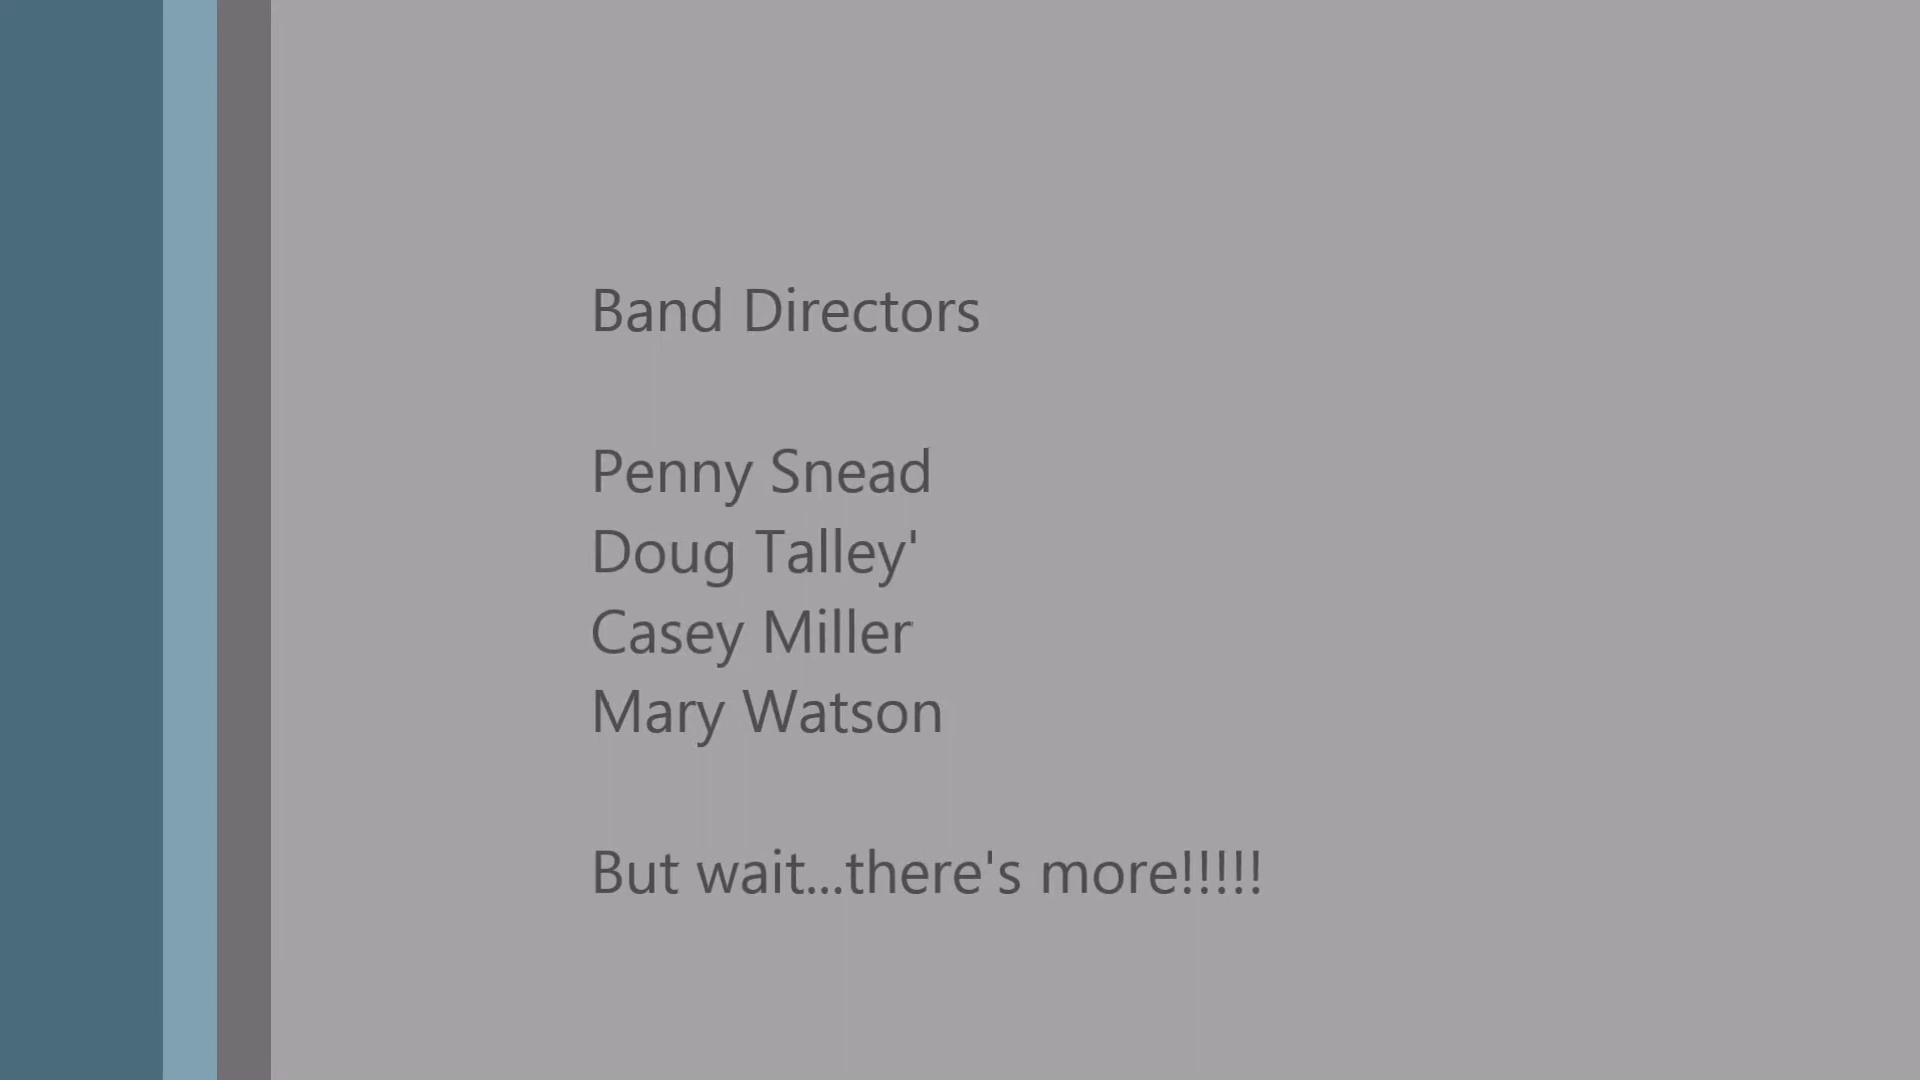 Band Directors
Penny Snead
Doug Talley'
Casey Miller
Mary Watson
But wait...there's more!!!!!